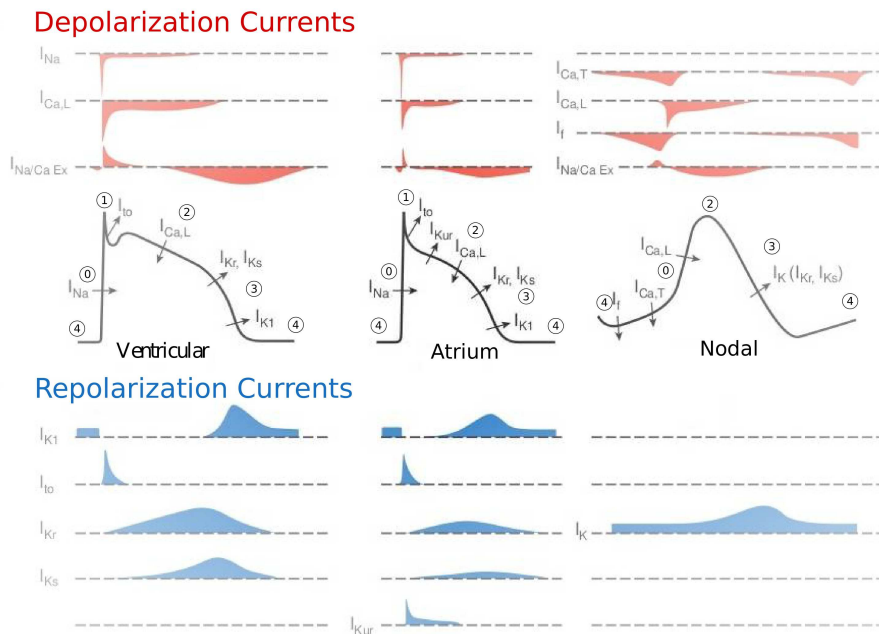 Depolarization Currents
I_Na
I_Ca,T
I_Ca,L
I_Ca,L
I_f
I_Na/Ca Ex
I_Na/Ca Ex
① I_to ② I_Ca,L ⓪ I_Na I_Kr, I_Ks ③ I_K1 ④ ④
Ventricular
① I_to I_Kur ② I_Ca,L ⓪ I_Na I_Kr, I_Ks ③ I_K1 ④ ④
Atrium
② I_Ca,L ③ ⓪ I_K (I_Kr, I_Ks) I_Ca,T ④ I_f ④
Nodal
Repolarization Currents
I_K1
I_to
I_Kr
I_K
I_Ks
I_Kur